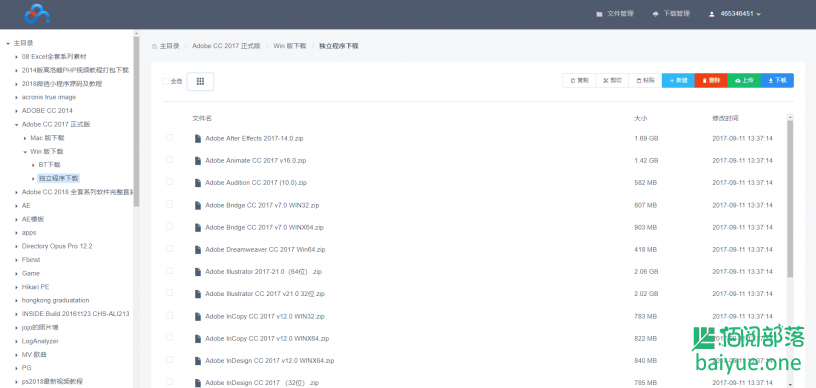 文件管理 下载管理 465346451
主目录
08 Excel全套系列素材
2014版高洛峰PHP视频教程打包下载
2018微信小程序源码及教程
acronis true image
ADOBE CC 2014
Adobe CC 2017 正式版
Mac 版下载
Win 版下载
BT下载
独立程序下载
Adobe CC 2018 全套系列软件完整直装
AE
AE模板
apps
Directory Opus Pro 12.2
Fbinst
Game
Hikari PE
hongkong graduatation
INSIDE Build 20161123 CHS-ALI213
jojo的照片墙
LogAnalyzer
MV 歌曲
PG
ps2018最新视频教程
主目录 / Adobe CC 2017 正式版 / Win 版下载 / 独立程序下载
全选 复制 剪切 粘贴 + 新建 删除 上传 下载
文件名 大小 修改时间
Adobe After Effects 2017-14.0.zip 1.69 GB 2017-09-11 13:37:14
Adobe Animate CC 2017 v16.0.zip 1.42 GB 2017-09-11 13:37:14
Adobe Audition CC 2017 (10.0).zip 582 MB 2017-09-11 13:37:14
Adobe Bridge CC 2017 v7.0 WIN32.zip 807 MB 2017-09-11 13:37:14
Adobe Bridge CC 2017 v7.0 WINX64.zip 903 MB 2017-09-11 13:37:14
Adobe Dreamweaver CC 2017 Win64.zip 418 MB 2017-09-11 13:37:14
Adobe Illustrator 2017-21.0（64位）.zip 2.06 GB 2017-09-11 13:37:14
Adobe Illustrator CC 2017 v21.0 32位.zip 2.02 GB 2017-09-11 13:37:14
Adobe InCopy CC 2017 v12.0 WIN32.zip 783 MB 2017-09-11 13:37:14
Adobe InCopy CC 2017 v12.0 WINX64.zip 822 MB 2017-09-11 13:37:14
Adobe InDesign CC 2017 v12.0 WINX64.zip 840 MB 2017-09-11 13:37:14
Adobe InDesign CC 2017 （32位）.zip 785 MB 2017-09-11 13:37:14
佰阅部落
baiyue.one